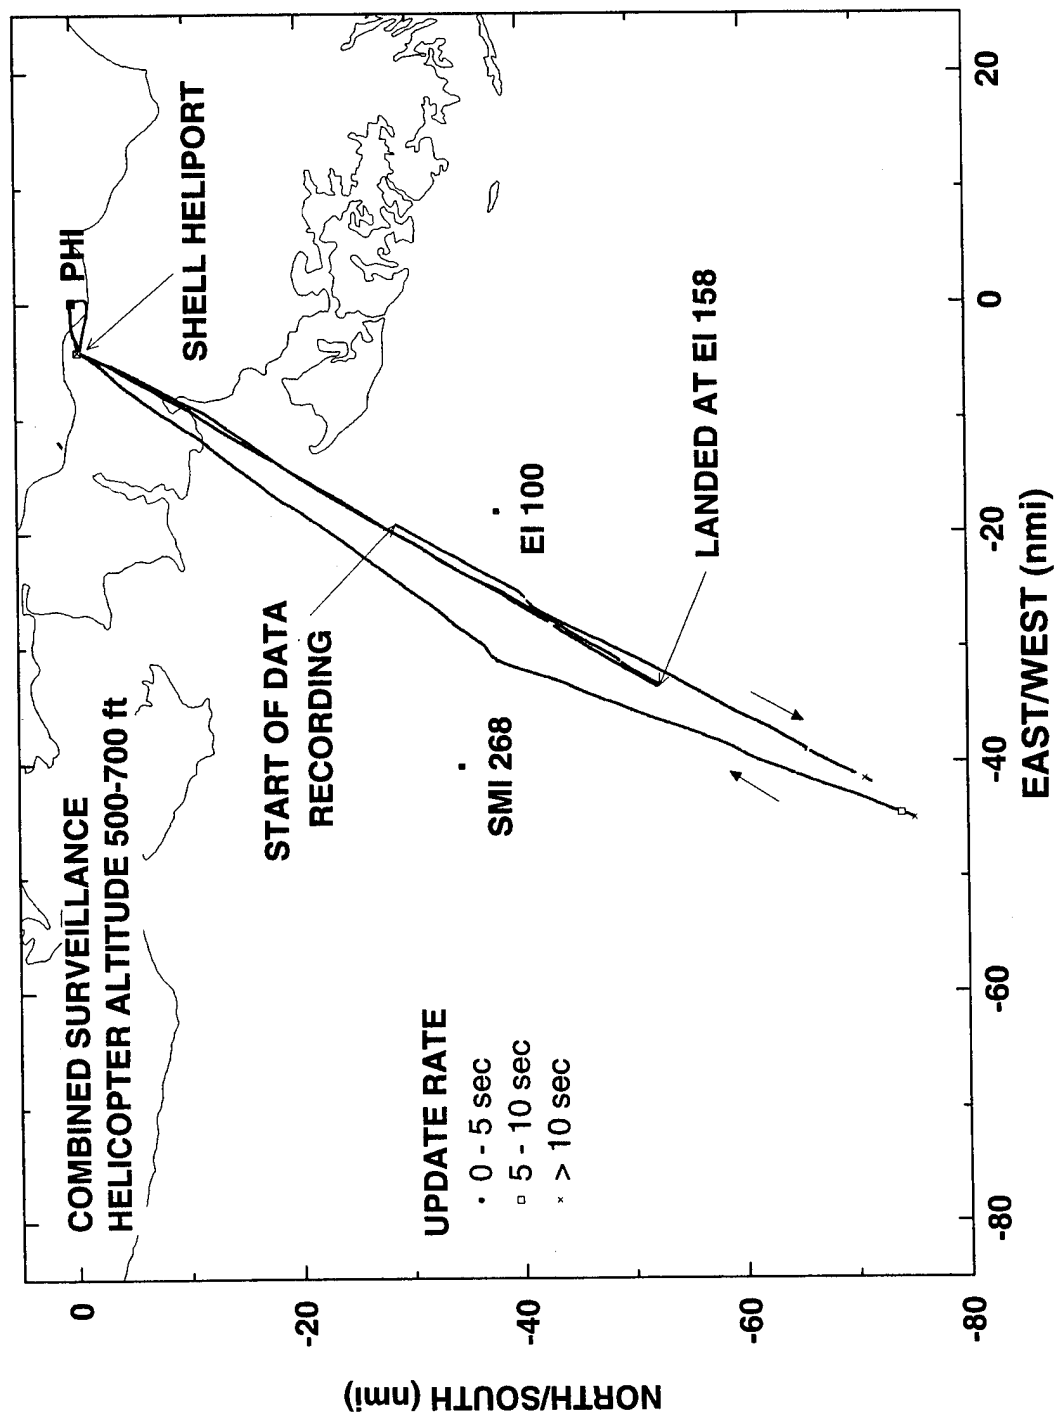 COMBINED SURVEILLANCE
HELICOPTER ALTITUDE 500-700 ft
PHI
SHELL HELIPORT
START OF DATA
RECORDING
SMI 268
EI 100
LANDED AT EI 158
UPDATE RATE
· 0 - 5 sec
□ 5 - 10 sec
× > 10 sec
NORTH/SOUTH (nmi)
0
-20
-40
-60
-80
-80
-60
-40
-20
0
20
EAST/WEST (nmi)